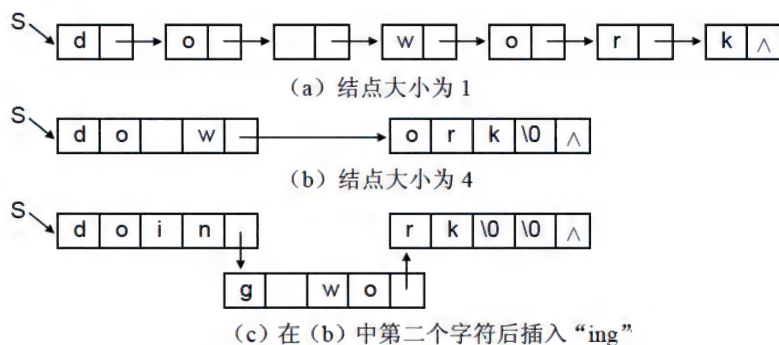 S d o w o r k ∧
（a）结点大小为 1
S d o w o r k \0 ∧
（b）结点大小为 4
S d o i n r k \0 \0 ∧
g w o
（c）在（b）中第二个字符后插入“ing”